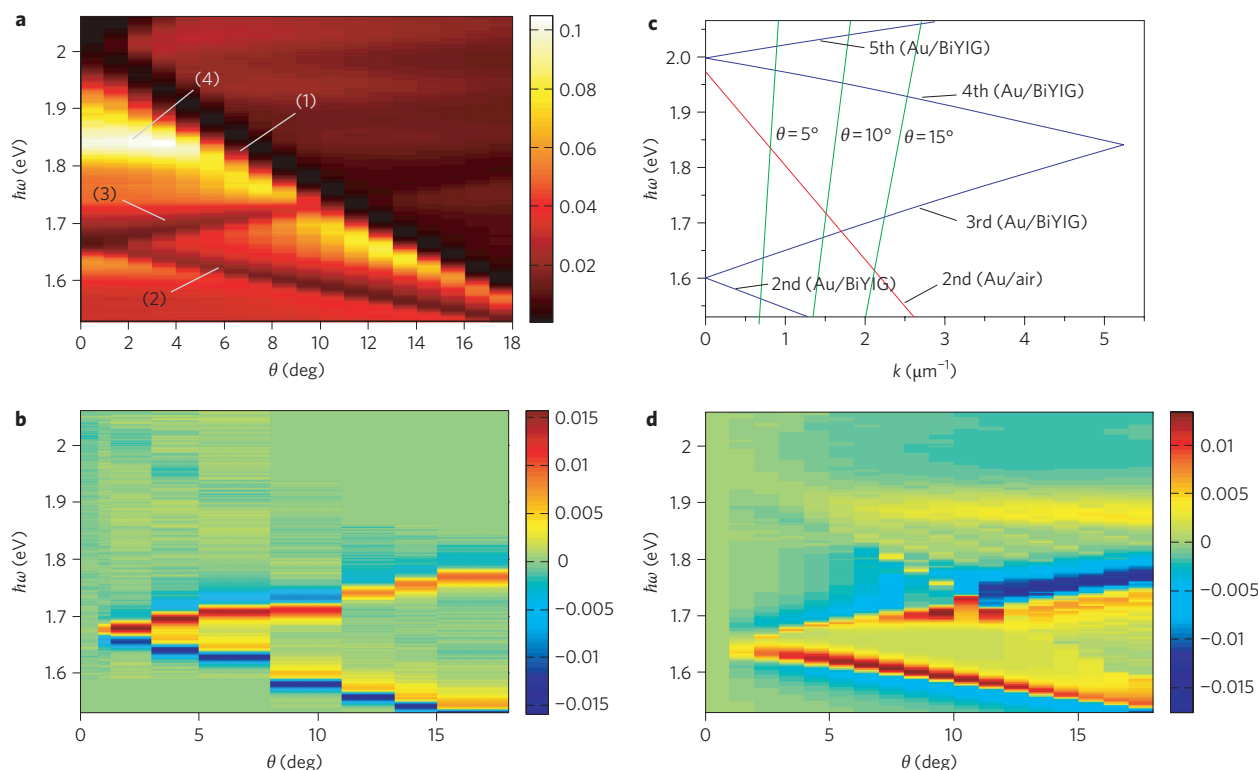 a
(4)
(1)
(3)
(2)
2
1.9
1.8
1.7
1.6
ħω (eV)
0 2 4 6 8 10 12 14 16 18
θ (deg)
0.1
0.08
0.06
0.04
0.02
c
5th (Au/BiYIG)
4th (Au/BiYIG)
θ = 5°
θ = 10°
θ = 15°
3rd (Au/BiYIG)
2nd (Au/BiYIG)
2nd (Au/air)
2.0
1.9
1.8
1.7
1.6
ħω (eV)
0 1 2 3 4 5
k (μm⁻¹)
b
2
1.9
1.8
1.7
1.6
ħω (eV)
0 5 10 15
θ (deg)
0.015
0.01
0.005
0
−0.005
−0.01
−0.015
d
2
1.9
1.8
1.7
1.6
ħω (eV)
0 5 10 15
θ (deg)
0.01
0.005
0
−0.005
−0.01
−0.015